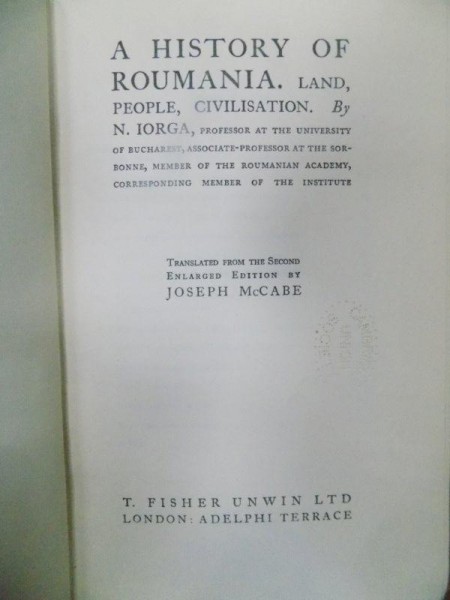 A HISTORY OF
ROUMANIA. LAND,
PEOPLE, CIVILISATION. By
N. IORGA, PROFESSOR AT THE UNIVERSITY
OF BUCHAREST, ASSOCIATE-PROFESSOR AT THE SOR-
BONNE, MEMBER OF THE ROUMANIAN ACADEMY,
CORRESPONDING MEMBER OF THE INSTITUTE
TRANSLATED FROM THE SECOND
ENLARGED EDITION BY
JOSEPH McCABE
T. FISHER UNWIN LTD
LONDON: ADELPHI TERRACE